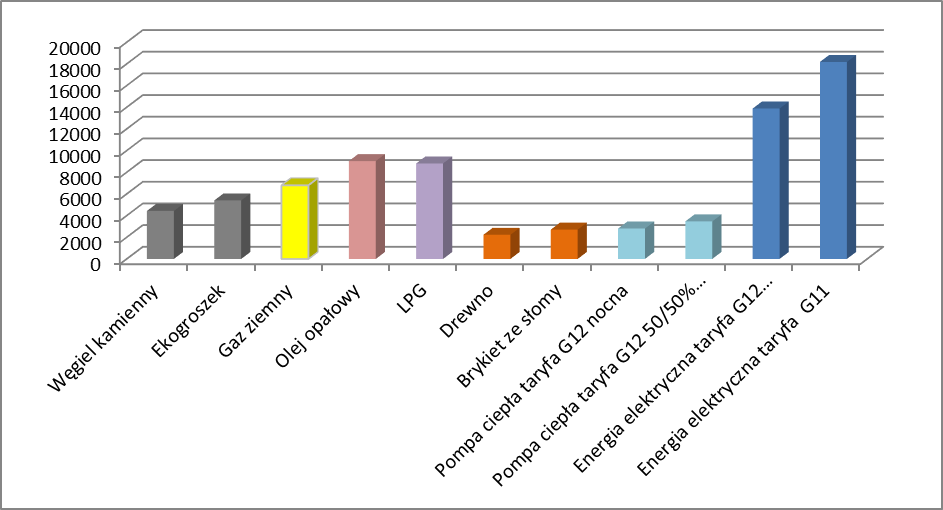 20000
18000
16000
14000
12000
10000
8000
6000
4000
2000
0
Węgiel kamienny
Ekogroszek
Gaz ziemny
Olej opałowy
LPG
Drewno
Brykiet ze słomy
Pompa ciepła taryfa G12 nocna
Pompa ciepła taryfa G12 50/50%...
Energia elektryczna taryfa G12...
Energia elektryczna taryfa  G11